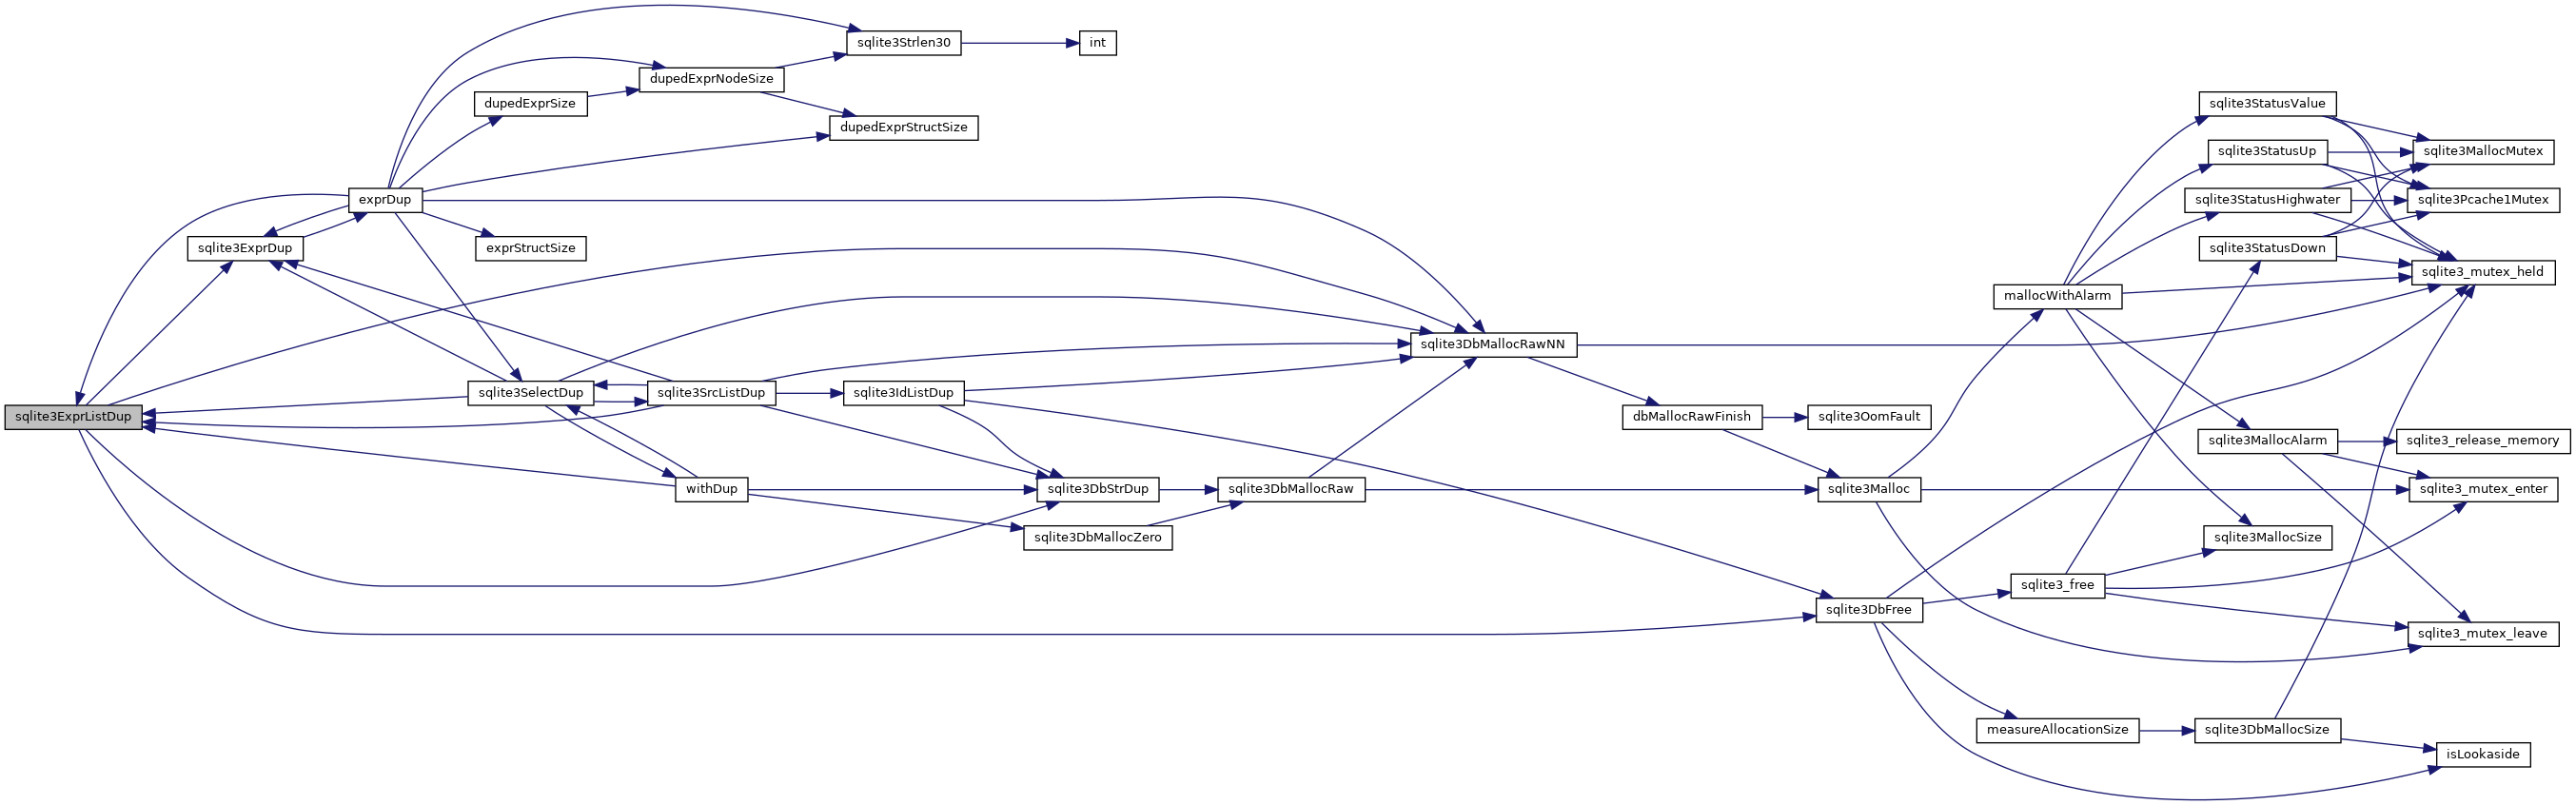 sqlite3ExprListDup
sqlite3ExprDup
exprDup
dupedExprSize
exprStructSize
sqlite3SelectDup
dupedExprNodeSize
sqlite3SrcListDup
withDup
sqlite3Strlen30
dupedExprStructSize
sqlite3IdListDup
int
sqlite3DbStrDup
sqlite3DbMallocZero
sqlite3DbMallocRaw
sqlite3DbMallocRawNN
dbMallocRawFinish
sqlite3OomFault
sqlite3Malloc
sqlite3DbFree
mallocWithAlarm
sqlite3_free
measureAllocationSize
sqlite3StatusValue
sqlite3StatusUp
sqlite3StatusHighwater
sqlite3StatusDown
sqlite3MallocAlarm
sqlite3MallocSize
sqlite3DbMallocSize
sqlite3MallocMutex
sqlite3Pcache1Mutex
sqlite3_mutex_held
sqlite3_release_memory
sqlite3_mutex_enter
sqlite3_mutex_leave
isLookaside